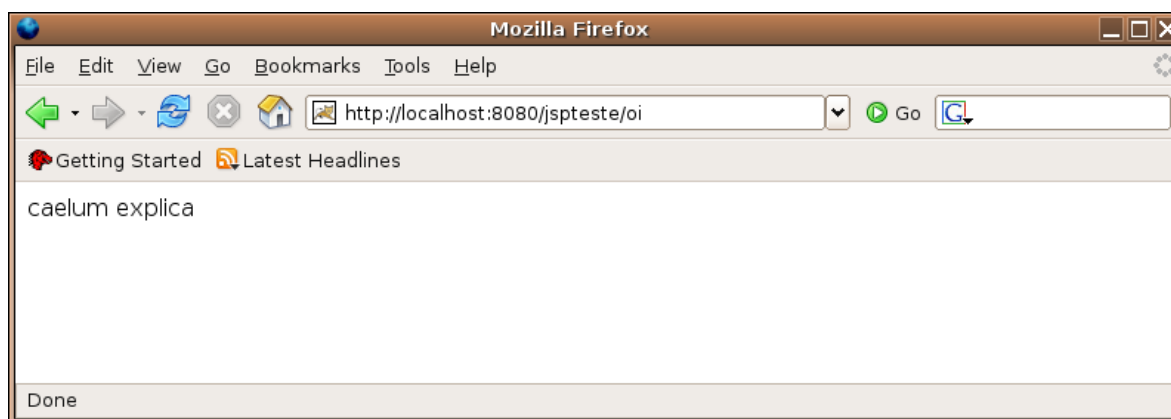 Mozilla Firefox
File Edit View Go Bookmarks Tools Help
http://localhost:8080/jspteste/oi Go G
Getting Started Latest Headlines
caelum explica
Done